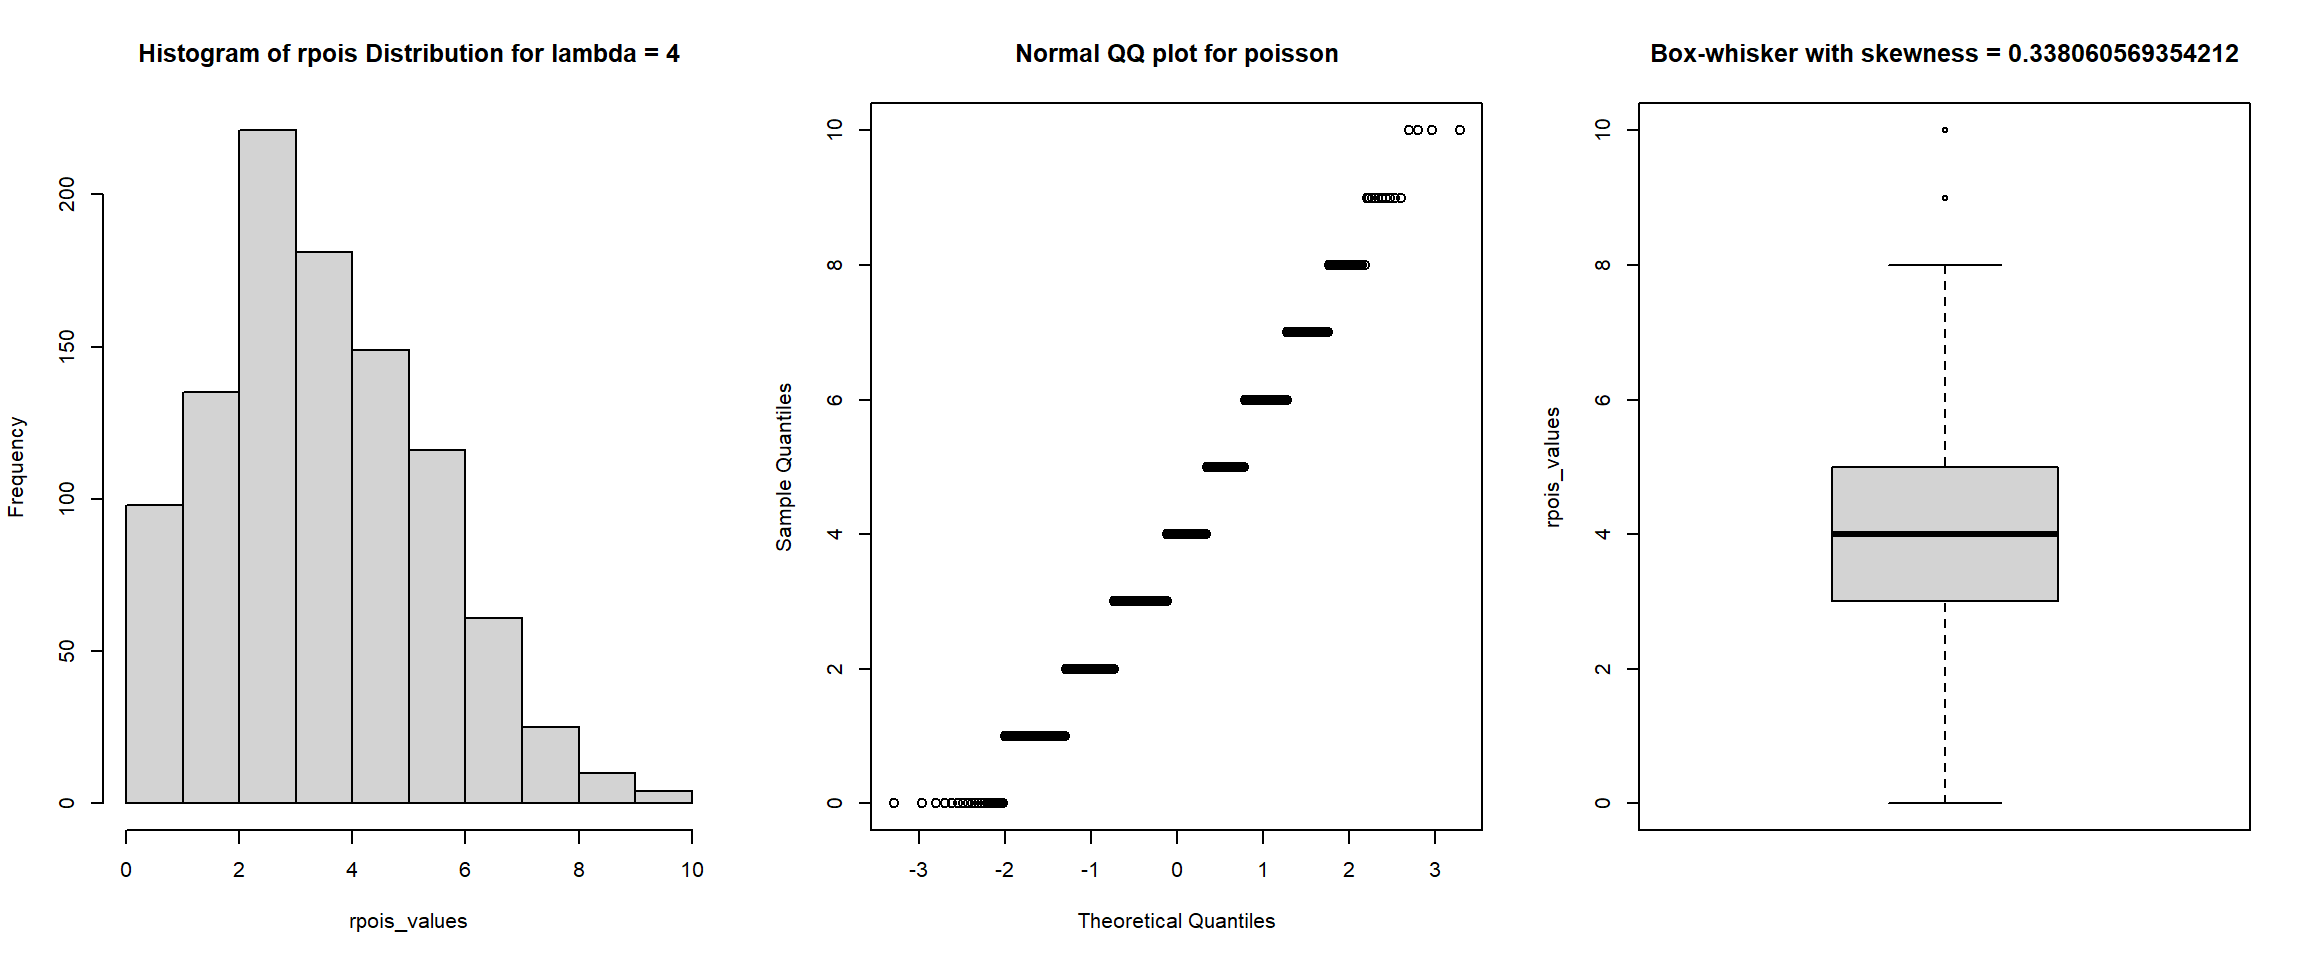 Histogram of rpois Distribution for lambda = 4
Frequency
0
50
100
150
200
0 2 4 6 8 10
rpois_values
Normal QQ plot for poisson
Sample Quantiles
0
2
4
6
8
10
-3 -2 -1 0 1 2 3
Theoretical Quantiles
Box-whisker with skewness = 0.338060569354212
rpois_values
0
2
4
6
8
10